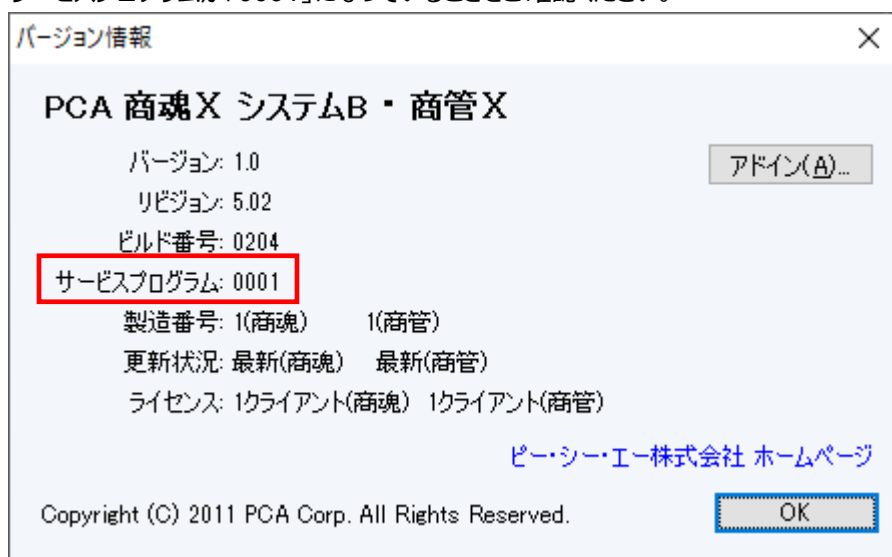 バージョン情報
PCA 商魂X システムB・商管X
バージョン: 1.0
アドイン(A)...
リビジョン: 5.02
ビルド番号: 0204
サービスプログラム: 0001
製造番号: 1(商魂) 1(商管)
更新状況: 最新(商魂) 最新(商管)
ライセンス: 1クライアント(商魂) 1クライアント(商管)
ピー・シー・エー株式会社 ホームページ
Copyright (C) 2011 PCA Corp. All Rights Reserved.
OK